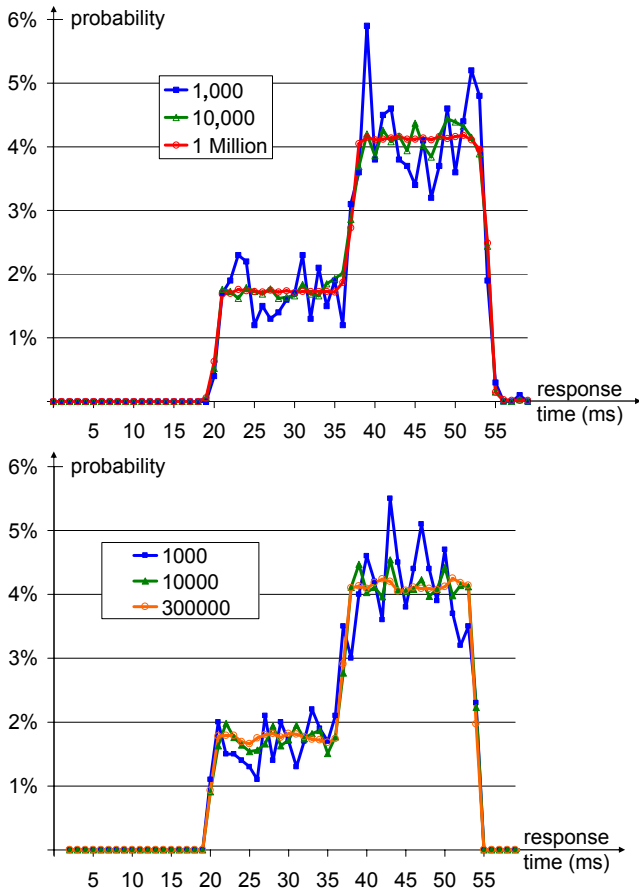 6% probability
5%
1,000
10,000
1 Million
4%
3%
2%
1%
response
time (ms)
5 10 15 20 25 30 35 40 45 50 55
6% probability
5%
1000
10000
300000
4%
3%
2%
1%
response
time (ms)
5 10 15 20 25 30 35 40 45 50 55